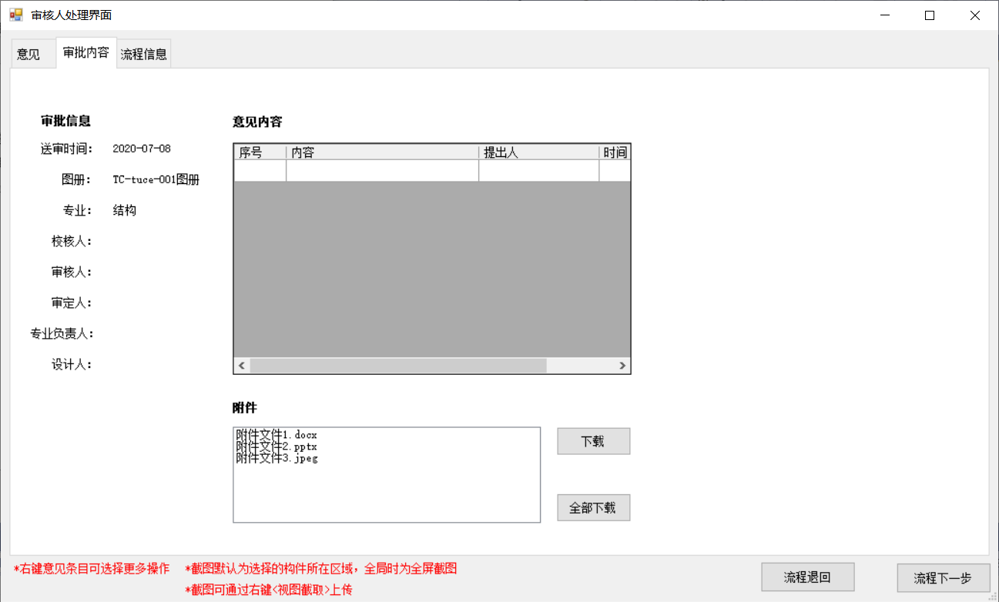 审核人处理界面
意见 审批内容 流程信息
审批信息
送审时间： 2020-07-08
图册： TC-tuce-001图册
专业： 结构
校核人：
审核人：
审定人：
专业负责人：
设计人：
意见内容
序号 内容 提出人 时间
附件
附件文件1.docx
附件文件2.pptx
附件文件3.jpeg
下载
全部下载
*右键意见条目可选择更多操作 *截图默认为选择的构件所在区域，全局时为全屏截图
*截图可通过右键<视图截取>上传
流程退回 流程下一步